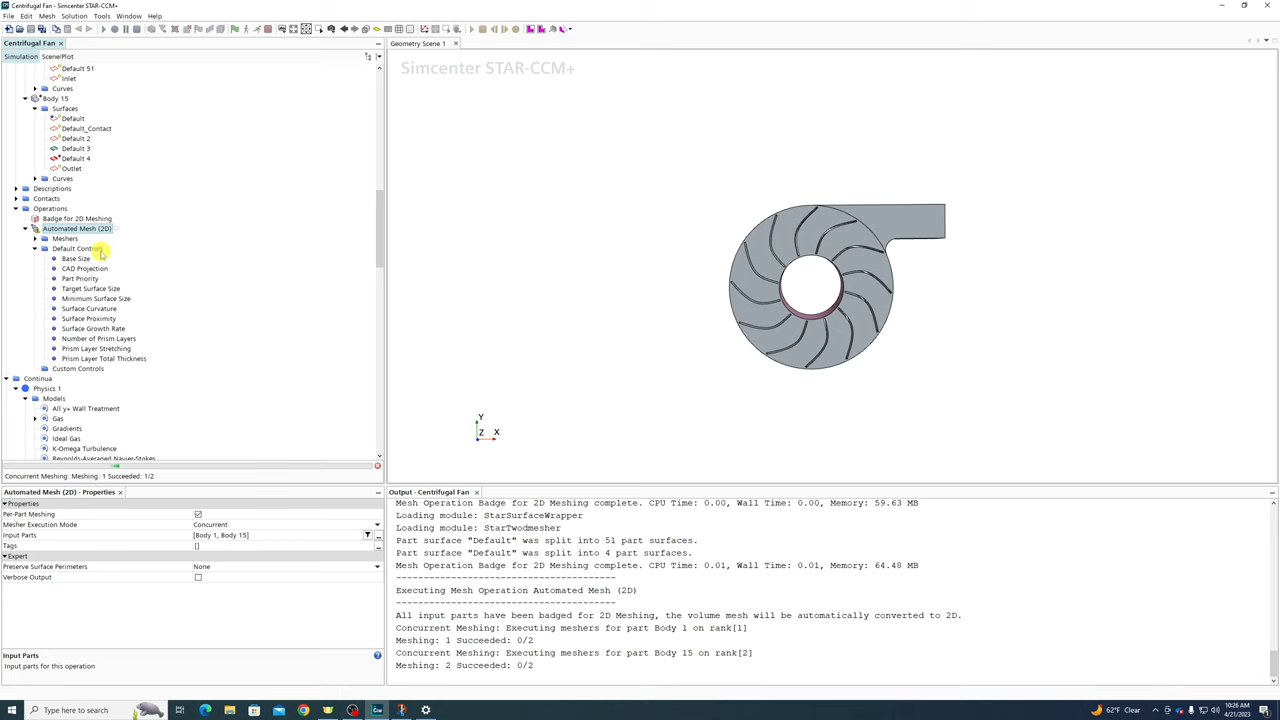 Centrifugal Fan - Simcenter STAR-CCM+
File Edit Mesh Solution Tools Window Help
Centrifugal Fan
Simulation Scene/Plot
Default 51
Inlet
Curves
Body 15
Surfaces
Default
Default_Contact
Default 2
Default 3
Default 4
Outlet
Curves
Descriptions
Contacts
Operations
Badge for 2D Meshing
Automated Mesh (2D)
Meshers
Default Controls
Base Size
CAD Projection
Part Priority
Target Surface Size
Minimum Surface Size
Surface Curvature
Surface Proximity
Surface Growth Rate
Number of Prism Layers
Prism Layer Stretching
Prism Layer Total Thickness
Custom Controls
Continua
Physics 1
Models
All y+ Wall Treatment
Gas
Gradients
Ideal Gas
K-Omega Turbulence
Reynolds-Averaged Navier-Stokes
Concurrent Meshing: Meshing: 1 Succeeded: 1/2
Automated Mesh (2D) - Properties
Properties
Per-Part Meshing
Mesher Execution Mode Concurrent
Input Parts [Body 1, Body 15]
Tags []
Expert
Preserve Surface Perimeters None
Verbose Output
Input Parts
Input parts for this operation
Geometry Scene 1
Simcenter STAR-CCM+
Y
Z X
Output - Centrifugal Fan
Mesh Operation Badge for 2D Meshing complete. CPU Time: 0.00, Wall Time: 0.00, Memory: 59.63 MB
Loading module: StarSurfaceWrapper
Loading module: StarTwodmesher
Part surface "Default" was split into 51 part surfaces.
Part surface "Default" was split into 4 part surfaces.
Mesh Operation Badge for 2D Meshing complete. CPU Time: 0.01, Wall Time: 0.01, Memory: 64.48 MB
----------------------------------------
Executing Mesh Operation Automated Mesh (2D)
----------------------------------------
All input parts have been badged for 2D Meshing, the volume mesh will be automatically converted to 2D.
Concurrent Meshing: Executing meshers for part Body 1 on rank[1]
Meshing: 1 Succeeded: 0/2
Concurrent Meshing: Executing meshers for part Body 15 on rank[2]
Meshing: 2 Succeeded: 0/2
Type here to search
62°F Clear
10:26 AM
4/21/2023